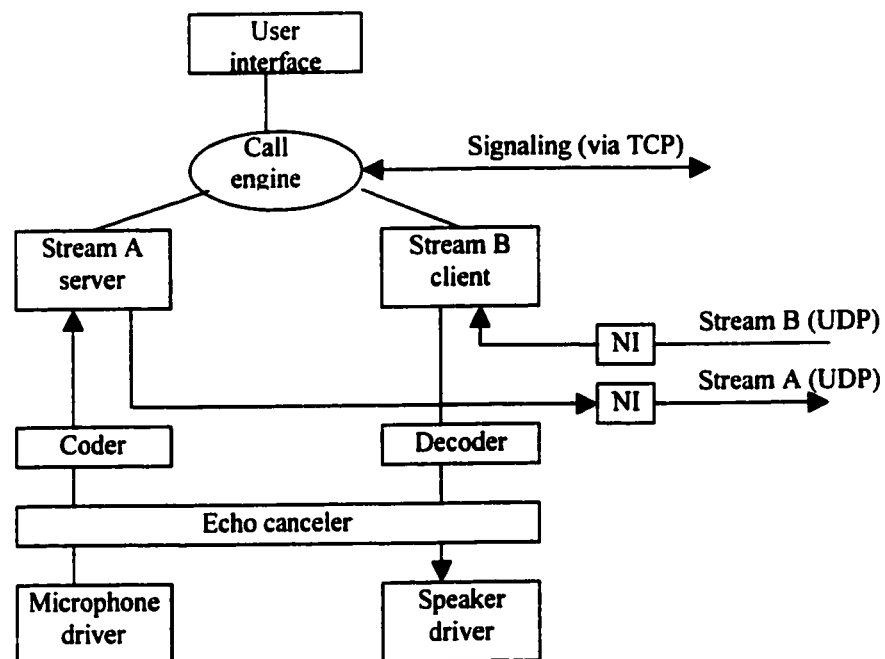 User
interface
Call
engine
Signaling (via TCP)
Stream A
server
Stream B
client
NI
Stream B (UDP)
NI
Stream A (UDP)
Coder
Decoder
Echo canceler
Microphone
driver
Speaker
driver